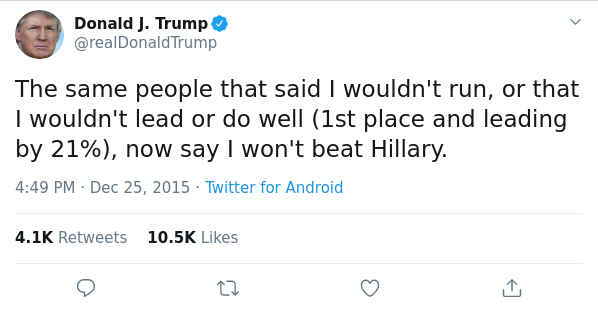 Donald J. Trump
@realDonaldTrump
The same people that said I wouldn't run, or that
I wouldn't lead or do well (1st place and leading
by 21%), now say I won't beat Hillary.
4:49 PM · Dec 25, 2015 · Twitter for Android
4.1K Retweets 10.5K Likes